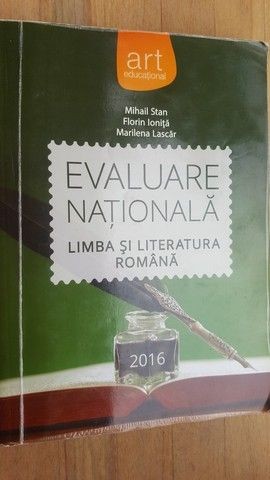 art
educațional
Mihail Stan
Florin Ioniță
Marilena Lascăr
EVALUARE
NAȚIONALĂ
LIMBA ȘI LITERATURA
ROMÂNĂ
2016